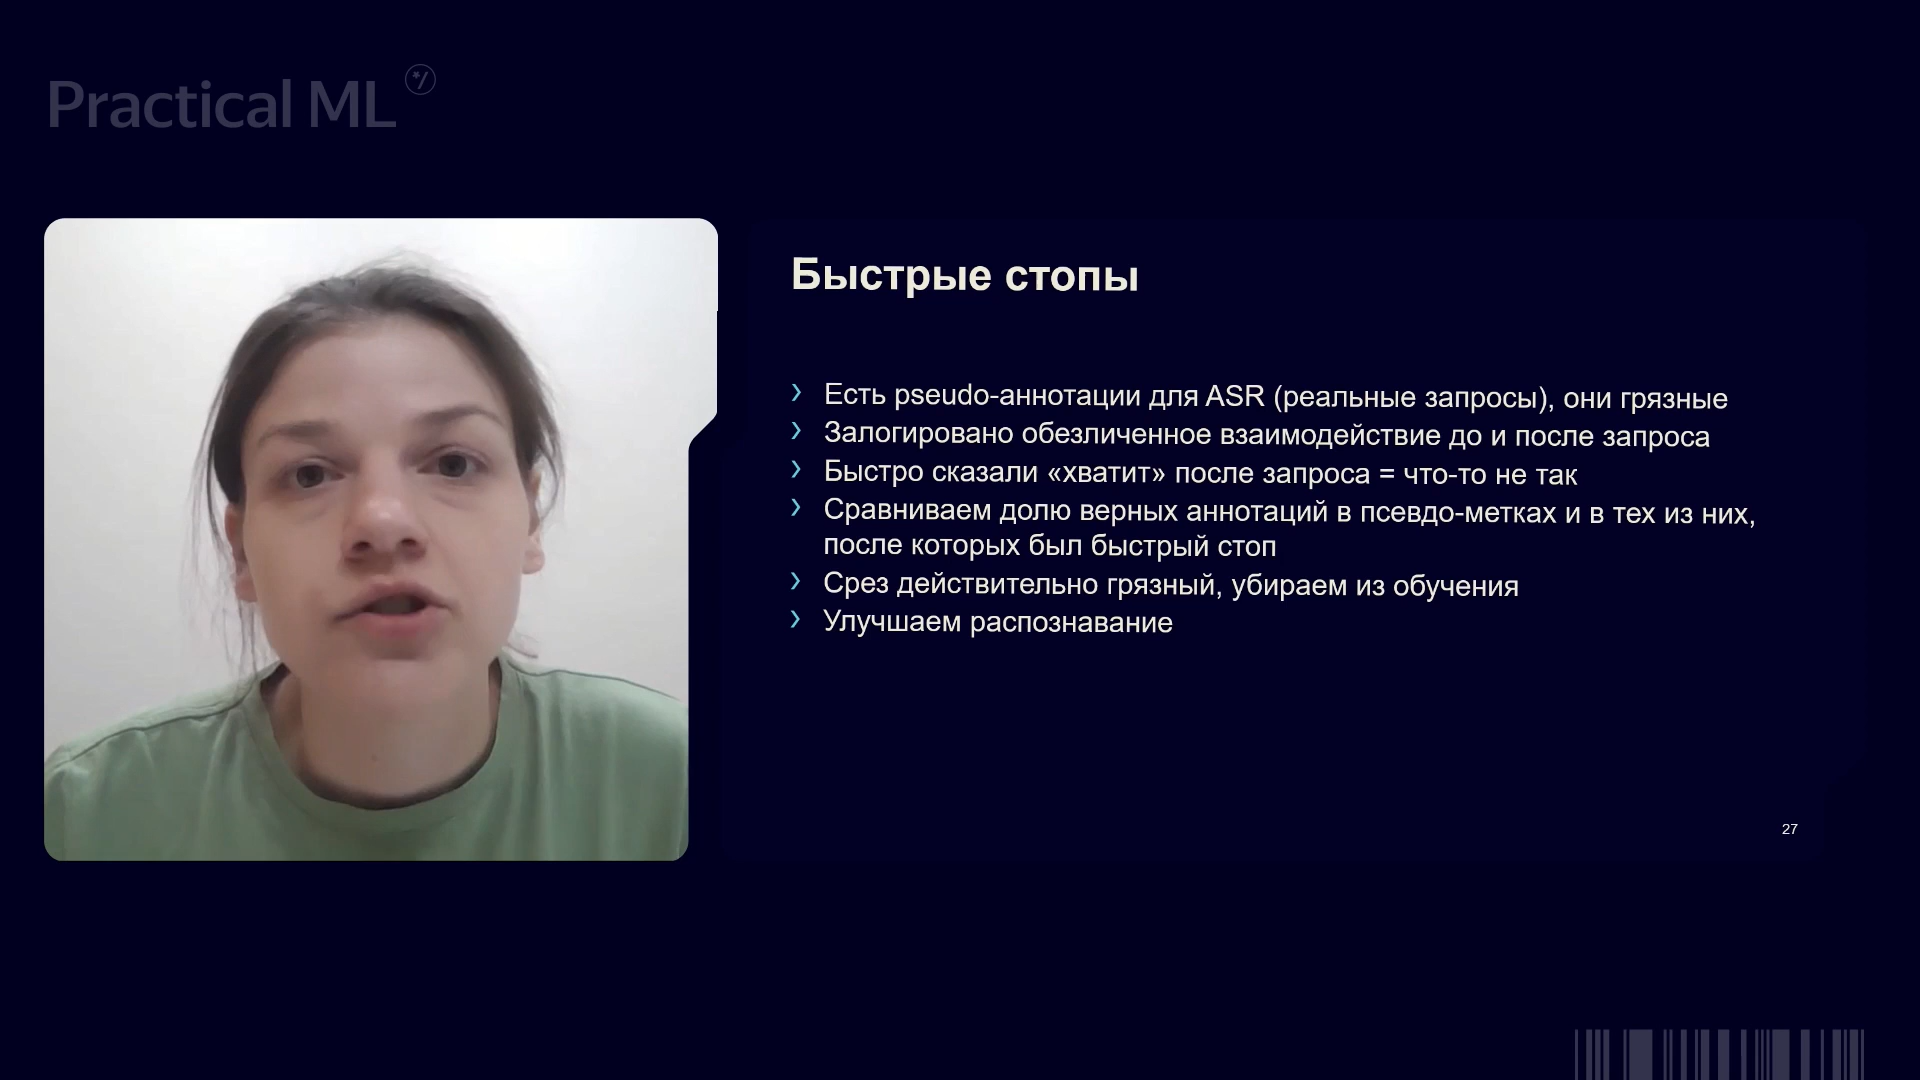 Practical ML
Быстрые стопы
Есть pseudo-аннотации для ASR (реальные запросы), они грязные
Залогировано обезличенное взаимодействие до и после запроса
Быстро сказали «хватит» после запроса = что-то не так
Сравниваем долю верных аннотаций в псевдо-метках и в тех из них,
после которых был быстрый стоп
Срез действительно грязный, убираем из обучения
Улучшаем распознавание
27